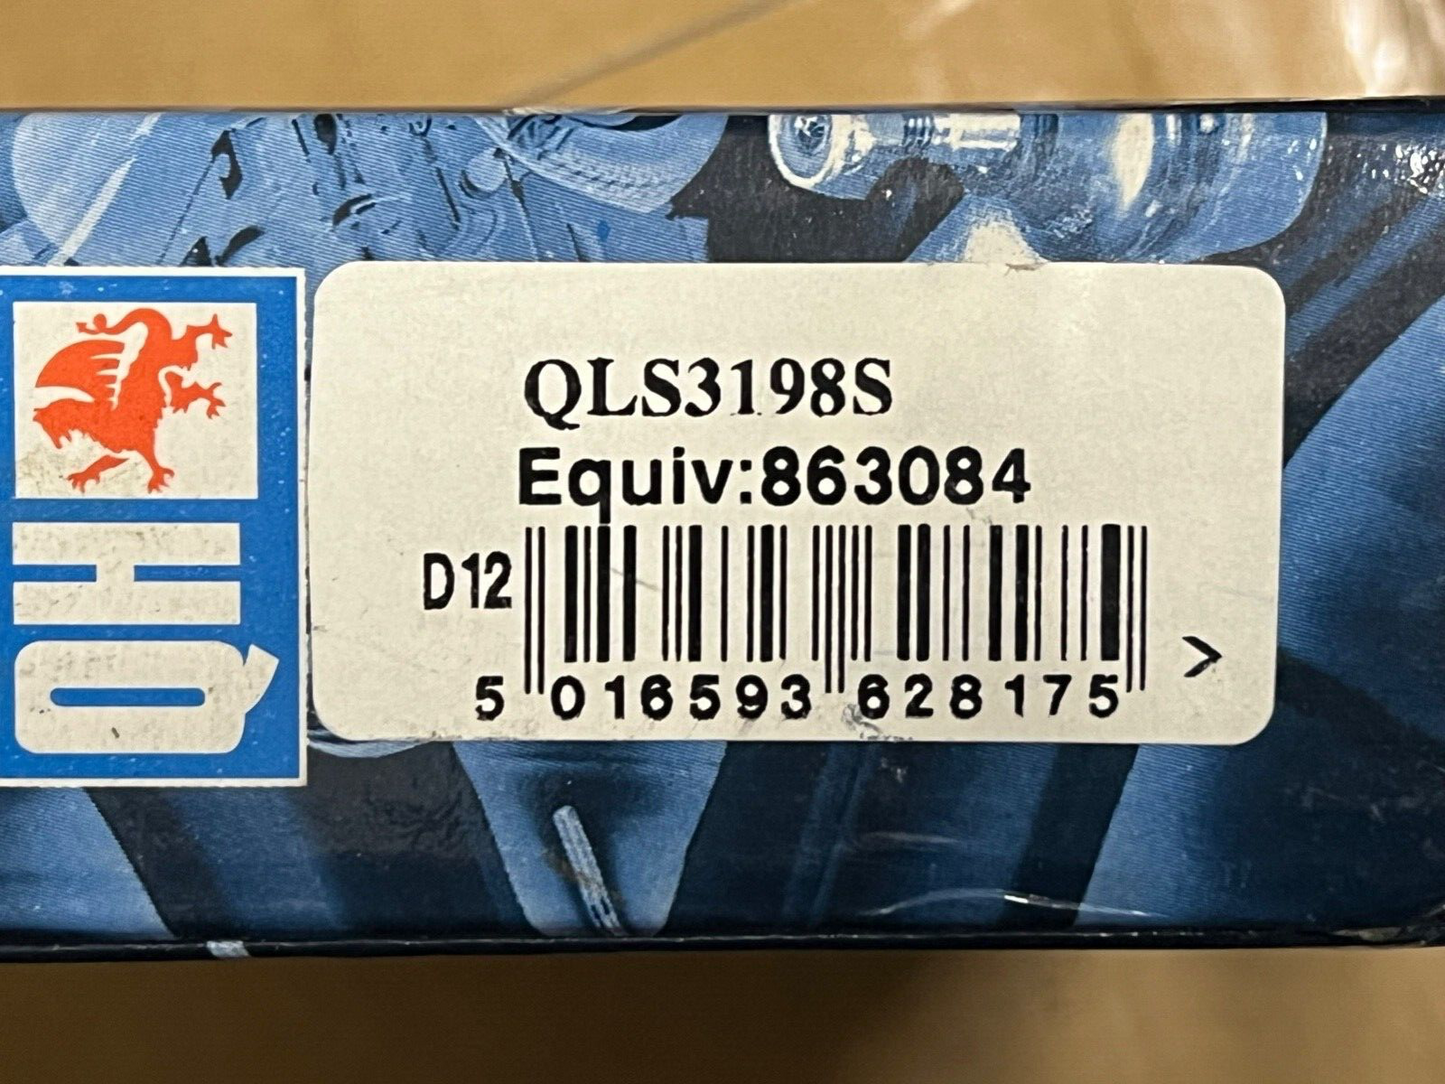 QH
QLS3198S
Equiv:863084
D12
5 016593 628175 >